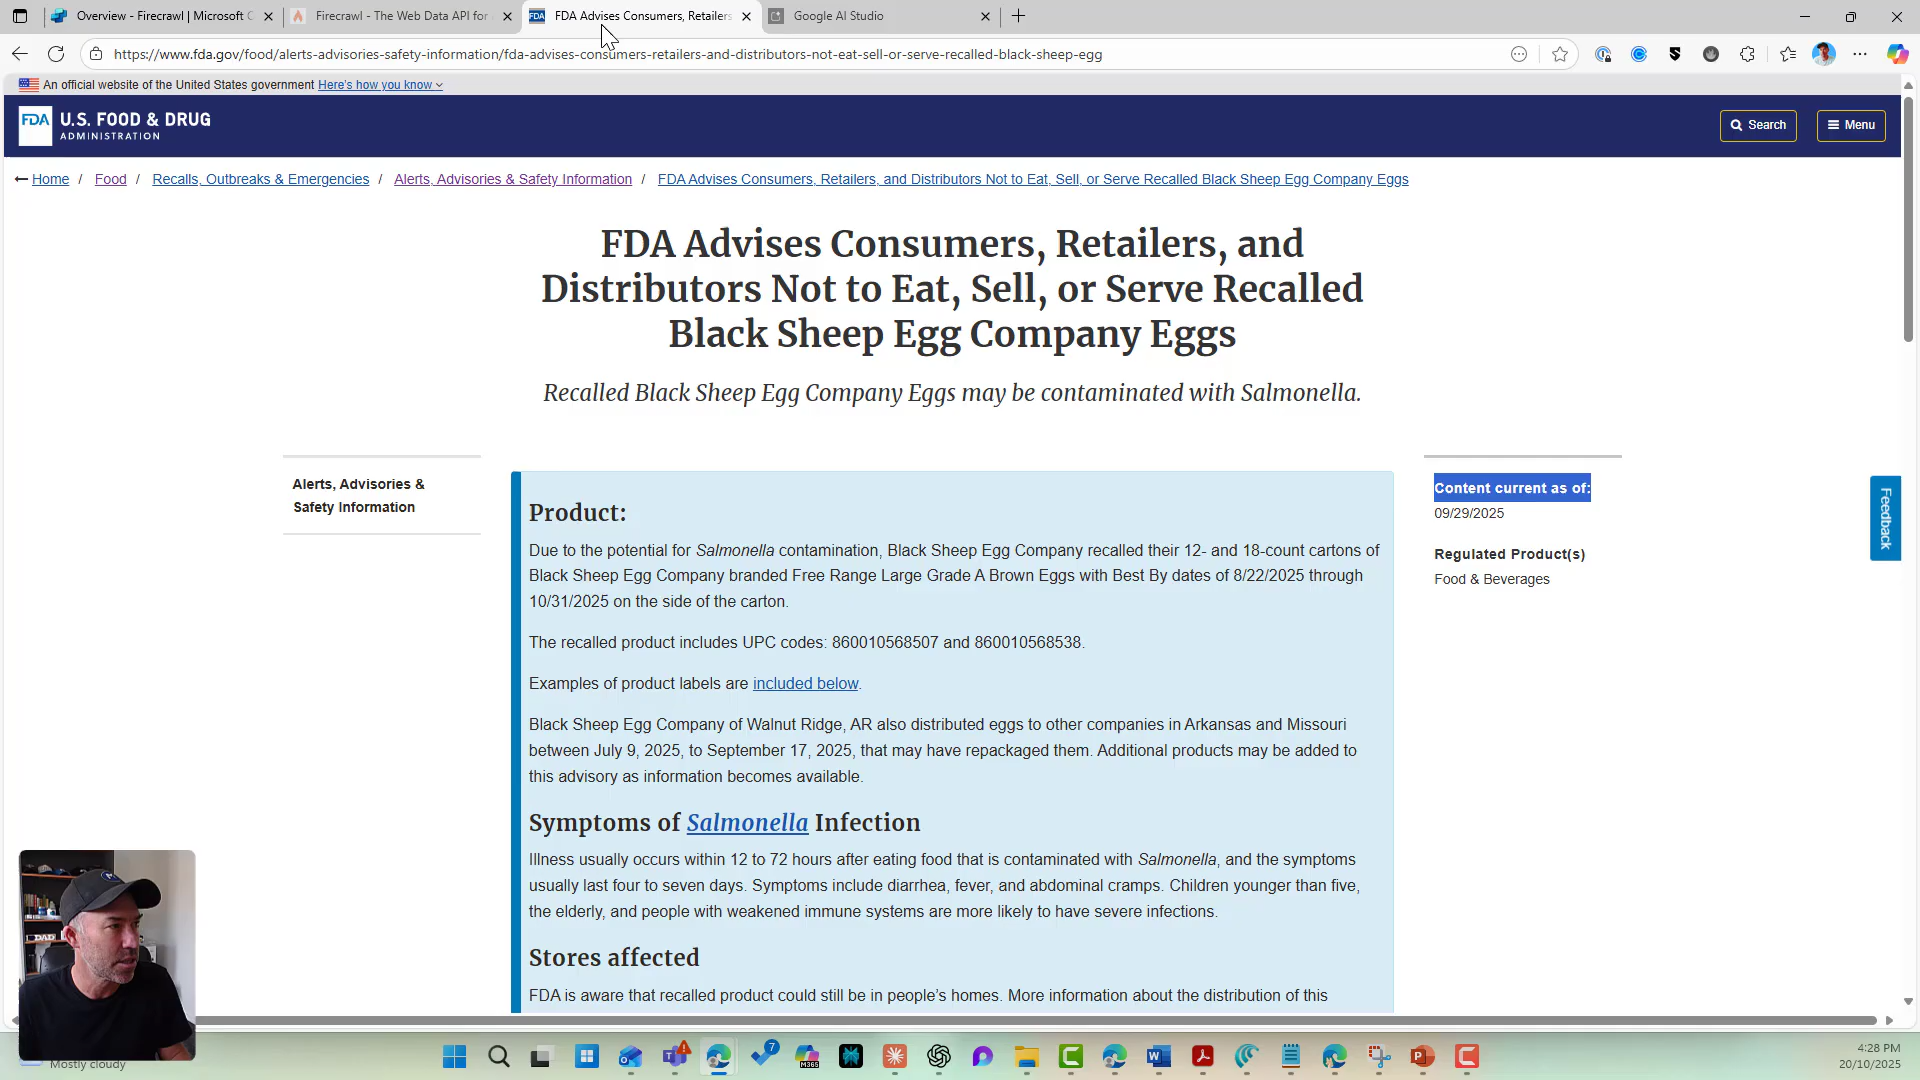 Overview - Firecrawl | Microsoft C
Firecrawl - The Web Data API for
FDA Advises Consumers, Retailers
Google AI Studio
https://www.fda.gov/food/alerts-advisories-safety-information/fda-advises-consumers-retailers-and-distributors-not-eat-sell-or-serve-recalled-black-sheep-egg
An official website of the United States government Here's how you know
FDA U.S. FOOD & DRUG
ADMINISTRATION
Search
Menu
Home / Food / Recalls, Outbreaks & Emergencies / Alerts, Advisories & Safety Information / FDA Advises Consumers, Retailers, and Distributors Not to Eat, Sell, or Serve Recalled Black Sheep Egg Company Eggs
FDA Advises Consumers, Retailers, and
Distributors Not to Eat, Sell, or Serve Recalled
Black Sheep Egg Company Eggs
Recalled Black Sheep Egg Company Eggs may be contaminated with Salmonella.
Alerts, Advisories &
Safety Information
Product:
Due to the potential for Salmonella contamination, Black Sheep Egg Company recalled their 12- and 18-count cartons of
Black Sheep Egg Company branded Free Range Large Grade A Brown Eggs with Best By dates of 8/22/2025 through
10/31/2025 on the side of the carton.
The recalled product includes UPC codes: 860010568507 and 860010568538.
Examples of product labels are included below.
Black Sheep Egg Company of Walnut Ridge, AR also distributed eggs to other companies in Arkansas and Missouri
between July 9, 2025, to September 17, 2025, that may have repackaged them. Additional products may be added to
this advisory as information becomes available.
Symptoms of Salmonella Infection
Illness usually occurs within 12 to 72 hours after eating food that is contaminated with Salmonella, and the symptoms
usually last four to seven days. Symptoms include diarrhea, fever, and abdominal cramps. Children younger than five,
the elderly, and people with weakened immune systems are more likely to have severe infections.
Stores affected
FDA is aware that recalled product could still be in people's homes. More information about the distribution of this
Content current as of:
09/29/2025
Regulated Product(s)
Food & Beverages
Feedback
DAD
Mostly cloudy
7
M365
4:28 PM
20/10/2025